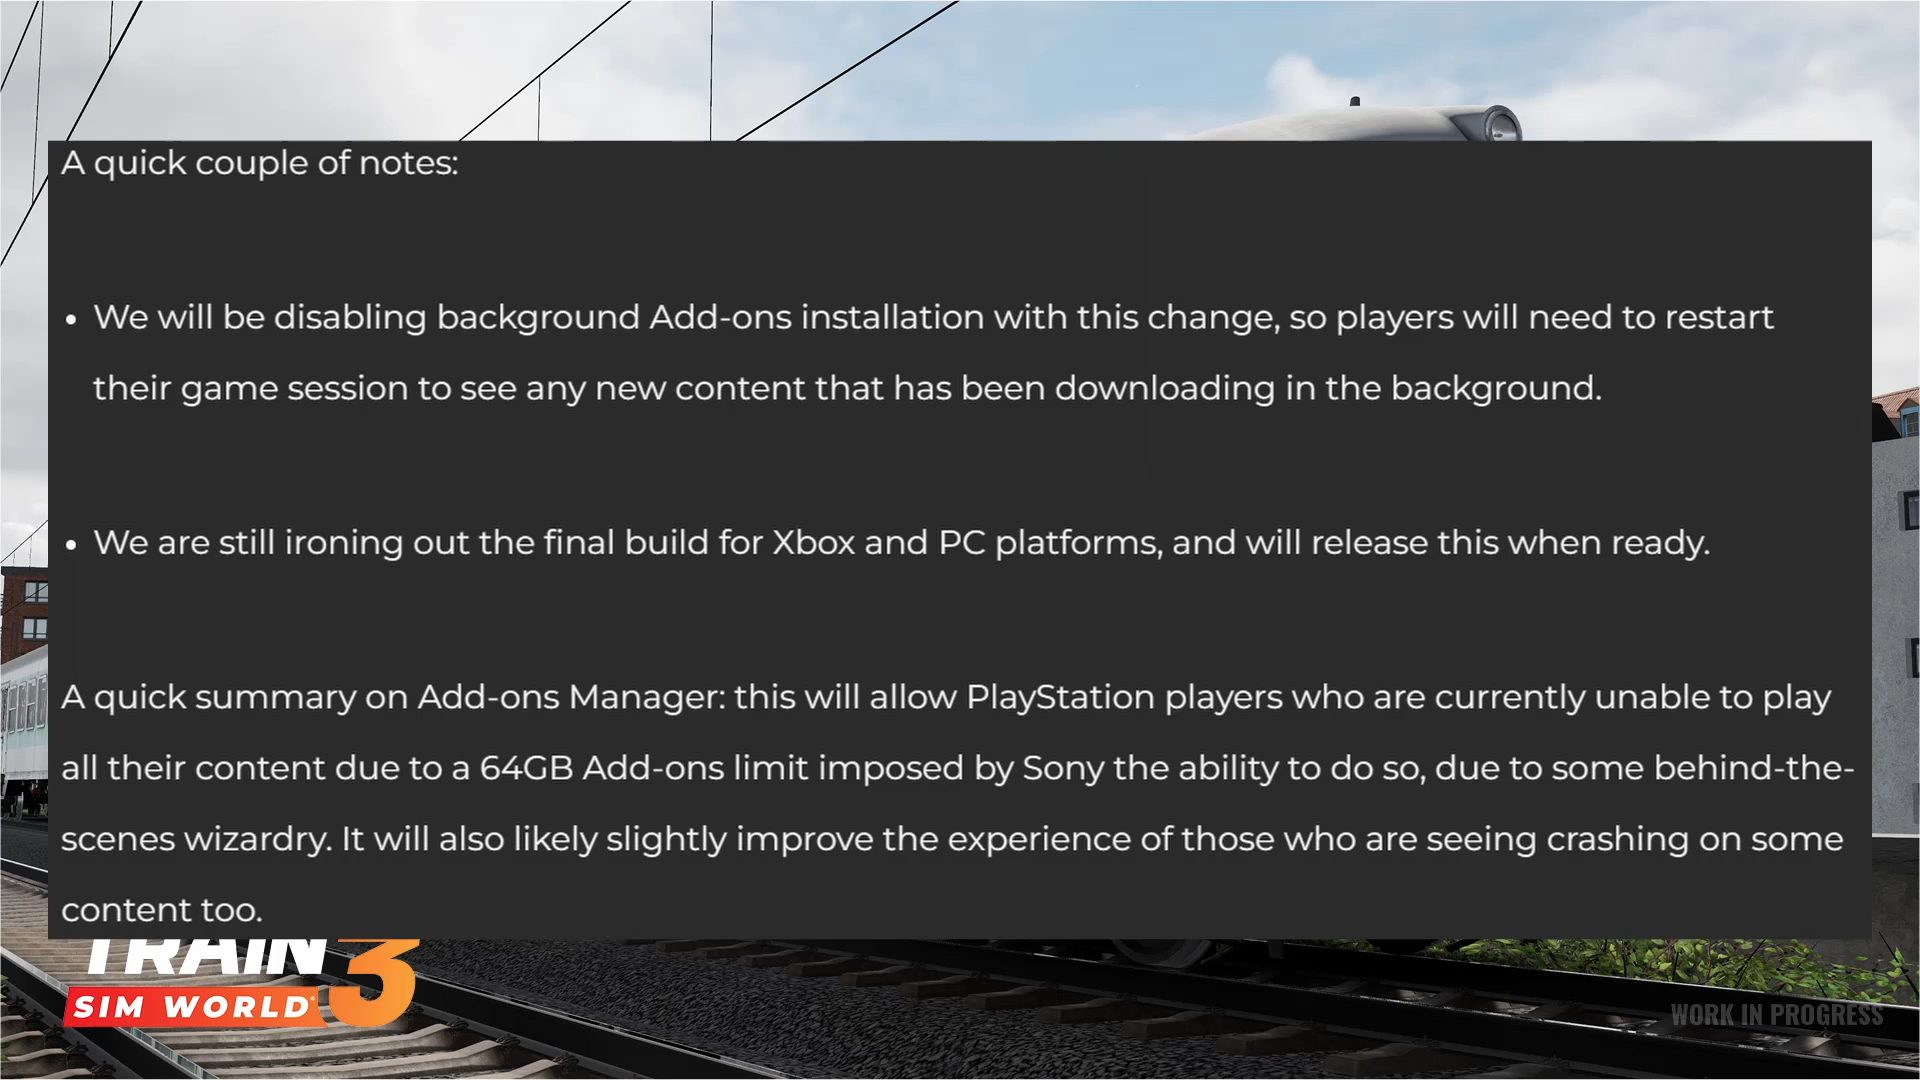 A quick couple of notes:
• We will be disabling background Add-ons installation with this change, so players will need to restart
their game session to see any new content that has been downloading in the background.
• We are still ironing out the final build for Xbox and PC platforms, and will release this when ready.
A quick summary on Add-ons Manager: this will allow PlayStation players who are currently unable to play
all their content due to a 64GB Add-ons limit imposed by Sony the ability to do so, due to some behind-the-
scenes wizardry. It will also likely slightly improve the experience of those who are seeing crashing on some
content too.
TRAIN 3
SIM WORLD®
WORK IN PROGRESS